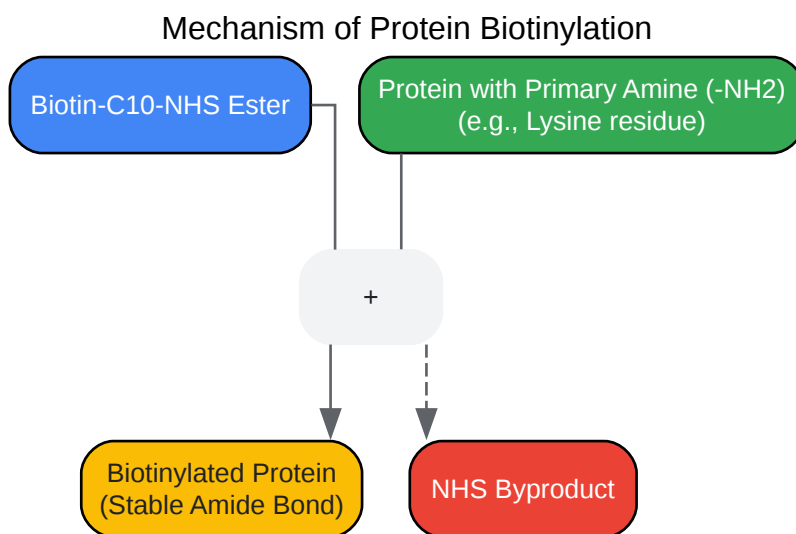 Mechanism of Protein Biotinylation
Biotin-C10-NHS Ester
Protein with Primary Amine (-NH2)
(e.g., Lysine residue)
+
Biotinylated Protein
(Stable Amide Bond)
NHS Byproduct